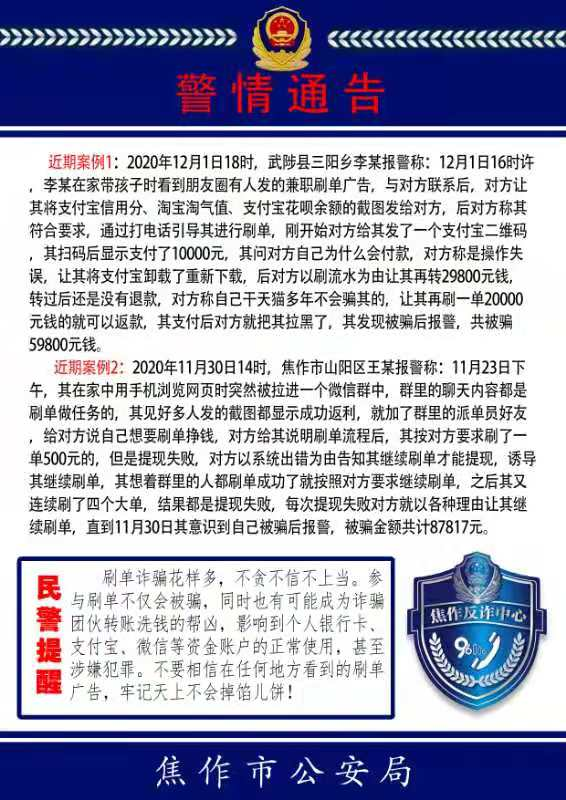 警情通告
近期案例1：2020年12月1日18时，武陟县三阳乡李某报警称：12月1日16时许
，李某在家带孩子时看到朋友圈有人发的兼职刷单广告，与对方联系后，对方让
其将支付宝信用分、淘宝淘气值、支付宝花呗余额的截图发给对方，后对方称其
符合要求，通过打电话引导其进行刷单，刚开始对方给其发了一个支付宝二维码
，其扫码后显示支付了10000元，其问对方自己为什么会付款，对方称是操作失
误，让其将支付宝卸载了重新下载，后对方以刷流水为由让其再转29800元钱，
转过后还是没有退款，对方称自己干天猫多年不会骗其的，让其再刷一单20000
元钱的就可以返款，其支付后对方就把其拉黑了，其发现被骗后报警，共被骗
59800元钱。
近期案例2：2020年11月30日14时，焦作市山阳区王某报警称：11月23日下
午，其在家中用手机浏览网页时突然被拉进一个微信群中，群里的聊天内容都是
刷单做任务的，其见好多人发的截图都显示成功返利，就加了群里的派单员好友
，给对方说自己想要刷单挣钱，对方给其说明刷单流程后，其按对方要求刷了一
单500元的，但是提现失败，对方以系统出错为由告知其继续刷单才能提现，诱导
其继续刷单，其想着群里的人都刷单成功了就按照对方要求继续刷单，之后其又
连续刷了四个大单，结果都是提现失败，每次提现失败对方就以各种理由让其继
续刷单，直到11月30日其意识到自己被骗后报警，被骗金额共计87817元。
民警提醒
刷单诈骗花样多，不贪不信不上当。参
与刷单不仅会被骗，同时也有可能成为诈骗
团伙转账洗钱的帮凶，影响到个人银行卡、
支付宝、微信等资金账户的正常使用，甚至
涉嫌犯罪。不要相信在任何地方看到的刷单
广告，牢记天上不会掉馅儿饼！
焦作反诈中心
焦作市公安局